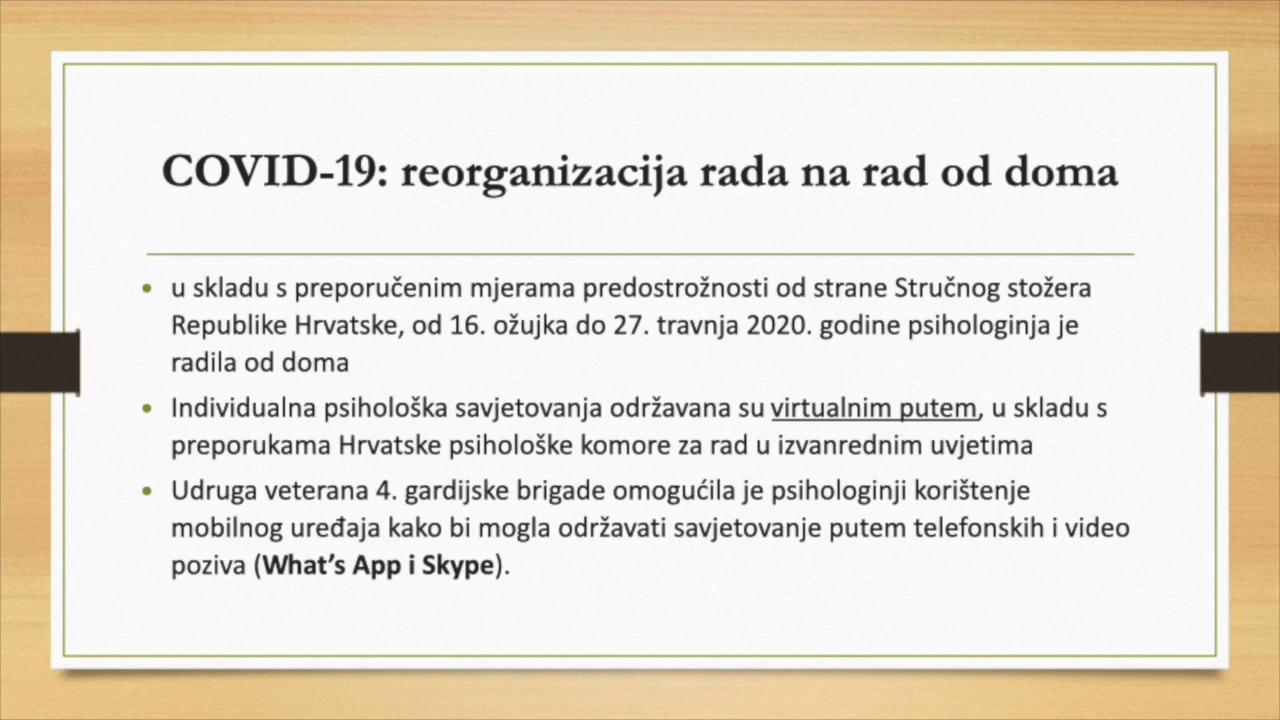 COVID-19: reorganizacija rada na rad od doma
• u skladu s preporučenim mjerama predostrožnosti od strane Stručnog stožera
Republike Hrvatske, od 16. ožujka do 27. travnja 2020. godine psihologinja je
radila od doma
• Individualna psihološka savjetovanja održavana su virtualnim putem, u skladu s
preporukama Hrvatske psihološke komore za rad u izvanrednim uvjetima
• Udruga veterana 4. gardijske brigade omogućila je psihologinji korištenje
mobilnog uređaja kako bi mogla održavati savjetovanje putem telefonskih i video
poziva (What’s App i Skype).